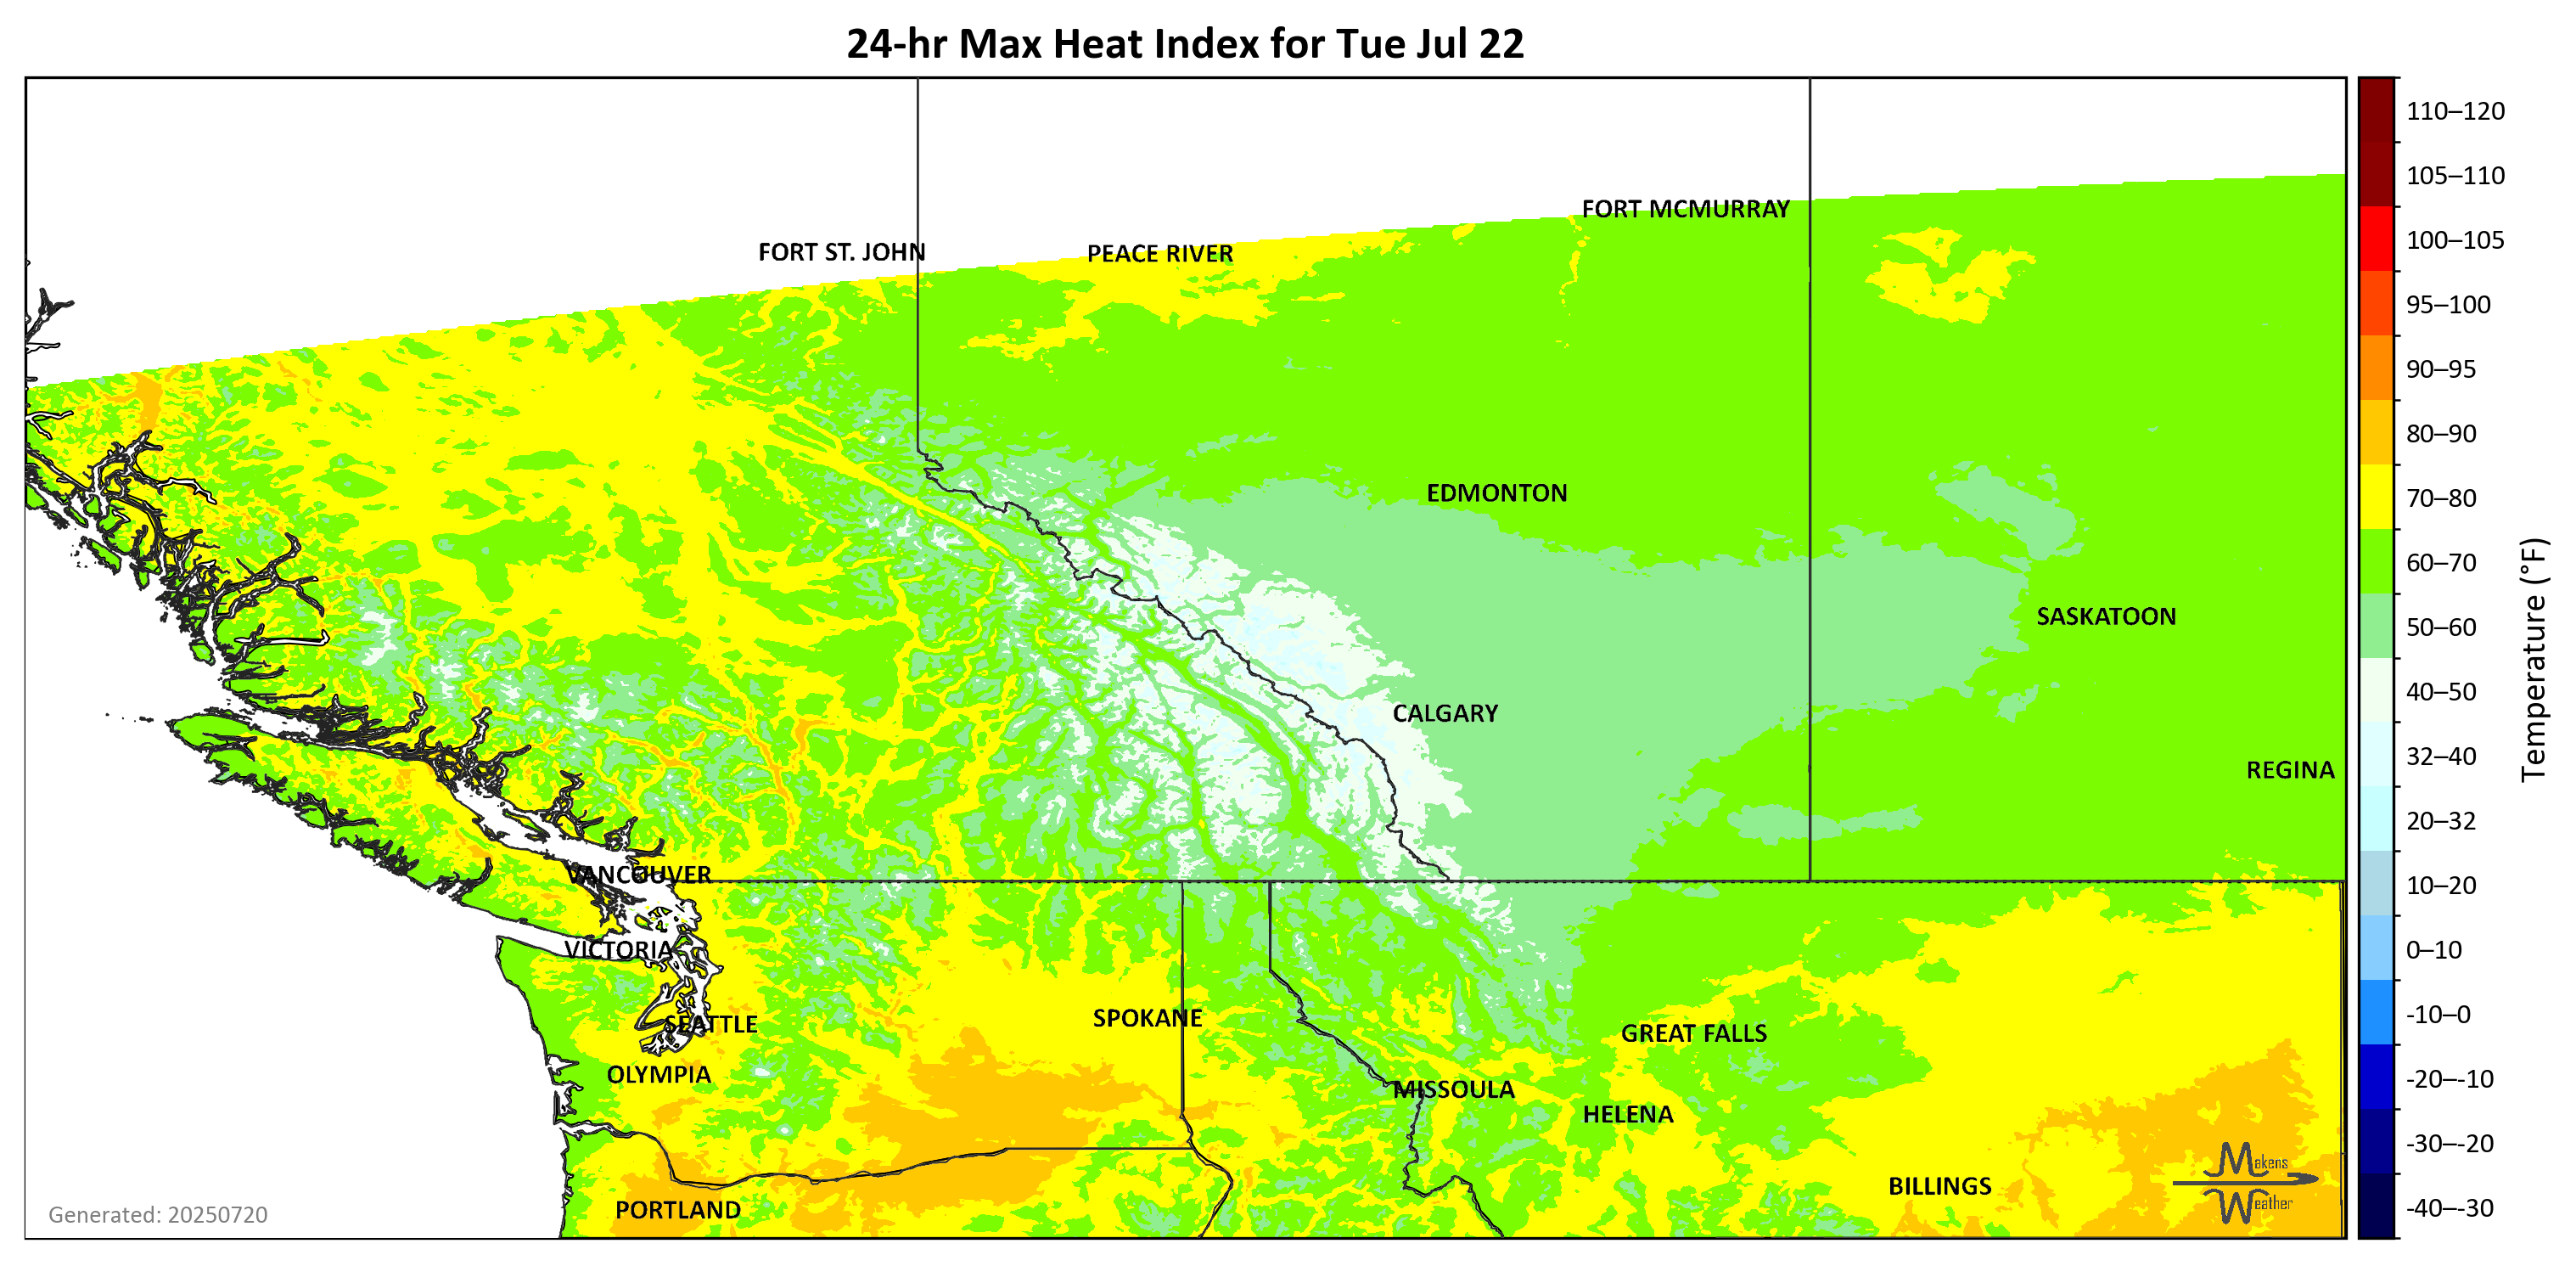 24-hr Max Heat Index for Tue Jul 22
FORT MCMURRAY
FORT ST. JOHN
PEACE RIVER
EDMONTON
SASKATOON
CALGARY
REGINA
VANCOUVER
VICTORIA
SPOKANE
SEATTLE
GREAT FALLS
OLYMPIA
MISSOULA
HELENA
BILLINGS
PORTLAND
Makens
Weather
Generated: 20250720
110–120
105–110
100–105
95–100
90–95
80–90
70–80
60–70
50–60
40–50
32–40
20–32
10–20
0–10
-10–0
-20–-10
-30–-20
-40–-30
Temperature (°F)